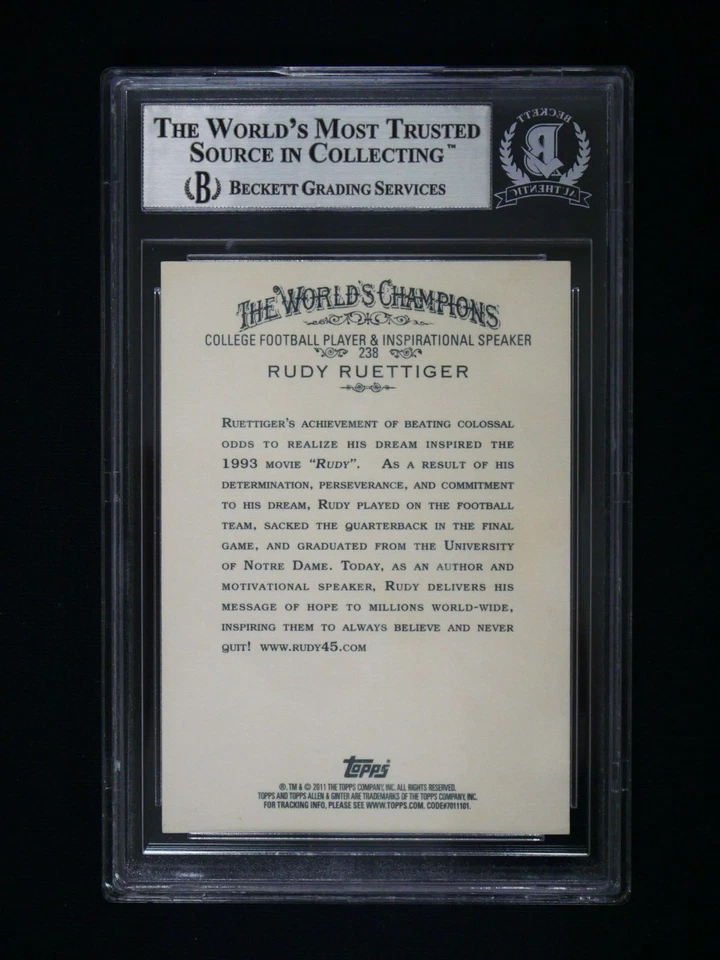 THE WORLD'S MOST TRUSTED
SOURCE IN COLLECTING™
B BECKETT GRADING SERVICES
BECKETT
B
AUTHENTIC
THE WORLD'S CHAMPIONS
COLLEGE FOOTBALL PLAYER & INSPIRATIONAL SPEAKER
238
RUDY RUETTIGER
RUETTIGER'S ACHIEVEMENT OF BEATING COLOSSAL
ODDS TO REALIZE HIS DREAM INSPIRED THE
1993 MOVIE "RUDY". AS A RESULT OF HIS
DETERMINATION, PERSEVERANCE, AND COMMITMENT
TO HIS DREAM, RUDY PLAYED ON THE FOOTBALL
TEAM, SACKED THE QUARTERBACK IN THE FINAL
GAME, AND GRADUATED FROM THE UNIVERSITY
OF NOTRE DAME. TODAY, AS AN AUTHOR AND
MOTIVATIONAL SPEAKER, RUDY DELIVERS HIS
MESSAGE OF HOPE TO MILLIONS WORLD-WIDE,
INSPIRING THEM TO ALWAYS BELIEVE AND NEVER
QUIT! WWW.RUDY45.COM
Topps®
®, TM & © 2011 THE TOPPS COMPANY, INC. ALL RIGHTS RESERVED.
TOPPS AND TOPPS ALLEN & GINTER ARE TRADEMARKS OF THE TOPPS COMPANY, INC.
FOR TRACKING INFO, PLEASE SEE WWW.TOPPS.COM. CODE#7011101.